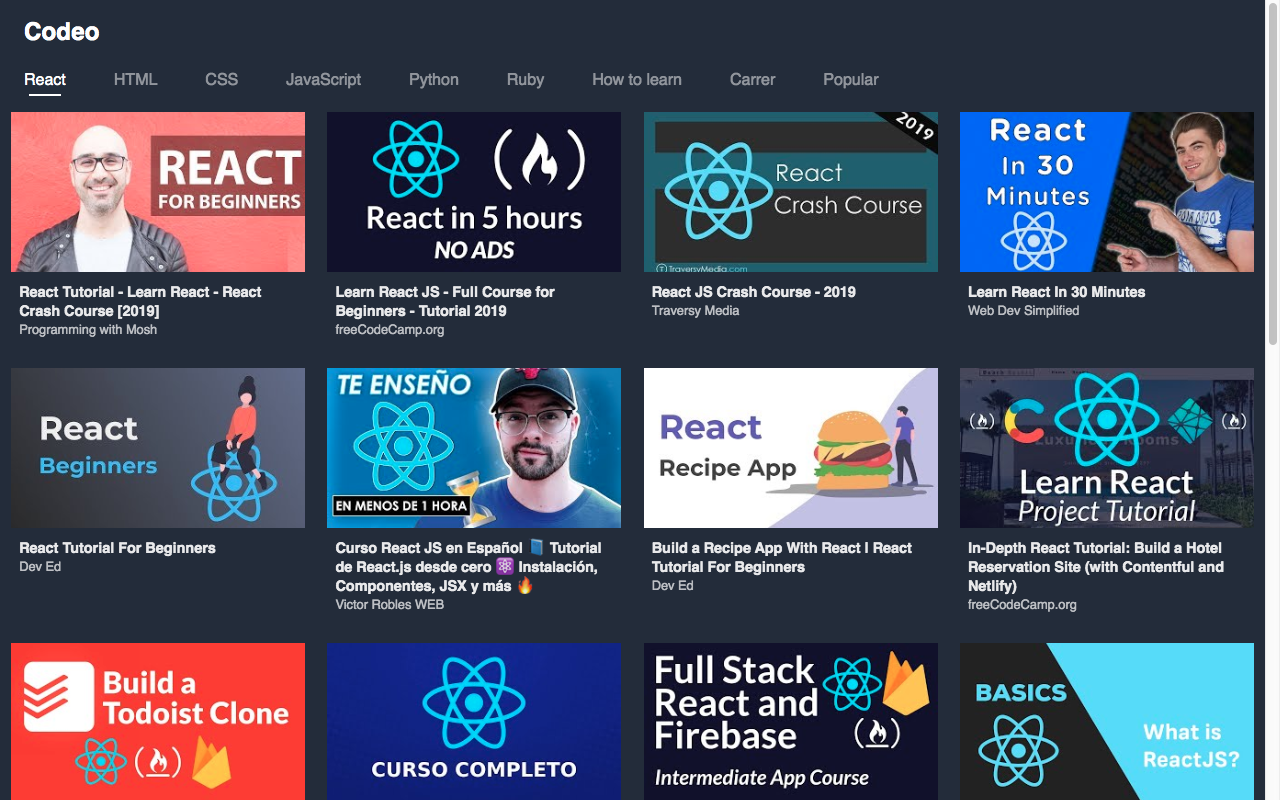 Codeo
React HTML CSS JavaScript Python Ruby How to learn Carrer Popular
REACT
FOR BEGINNERS
React in 5 hours
NO ADS
2019
React
Crash Course
TraversyMedia.com
React
In 30
Minutes
React Tutorial - Learn React - React
Crash Course [2019]
Programming with Mosh
Learn React JS - Full Course for
Beginners - Tutorial 2019
freeCodeCamp.org
React JS Crash Course - 2019
Traversy Media
Learn React In 30 Minutes
Web Dev Simplified
React
Beginners
TE ENSEÑO
EN MENOS DE 1 HORA
React
Recipe App
Learn React
Project Tutorial
React Tutorial For Beginners
Dev Ed
Curso React JS en Español 📘 Tutorial
de React.js desde cero ⚛️ Instalación,
Componentes, JSX y más 🔥
Victor Robles WEB
Build a Recipe App With React | React
Tutorial For Beginners
Dev Ed
In-Depth React Tutorial: Build a Hotel
Reservation Site (with Contentful and
Netlify)
freeCodeCamp.org
Build a
Todoist Clone
CURSO COMPLETO
Full Stack
React and
Firebase
Intermediate App Course
BASICS
What is
ReactJS?